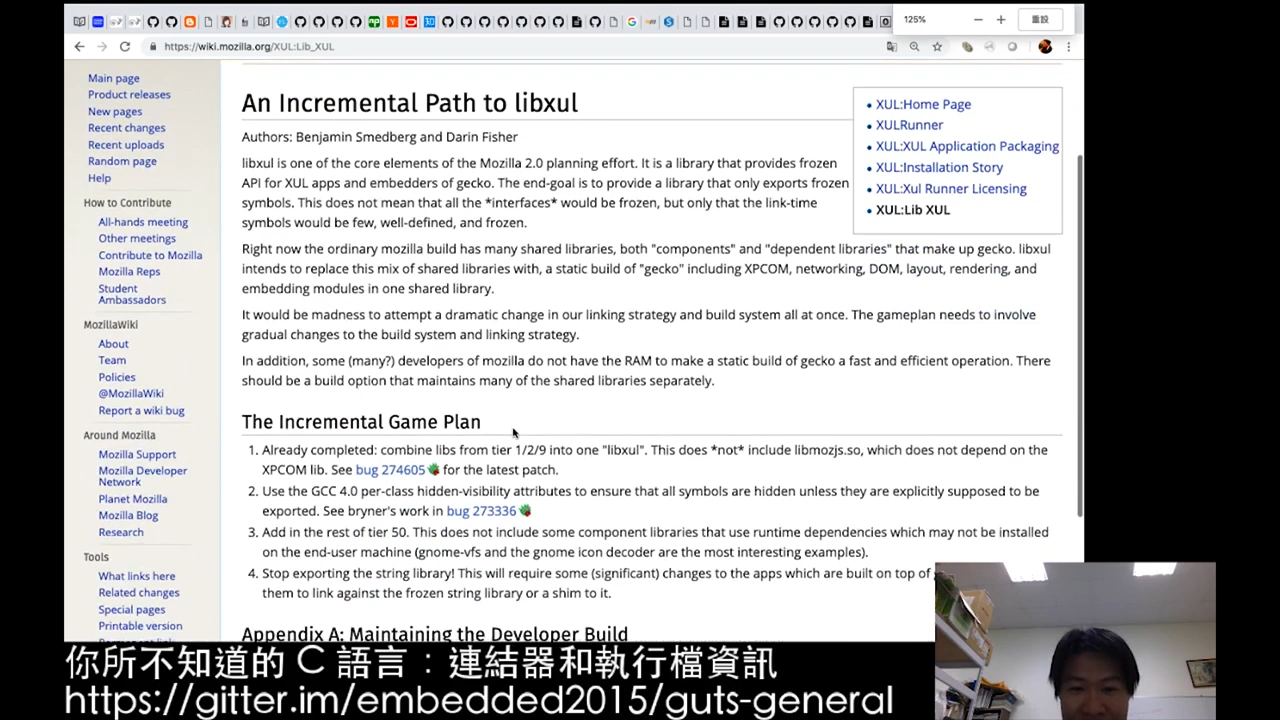 125%
重設
https://wiki.mozilla.org/XUL:Lib_XUL
Main page
Product releases
New pages
Recent changes
Recent uploads
Random page
Help
How to Contribute
All-hands meeting
Other meetings
Contribute to Mozilla
Mozilla Reps
Student
Ambassadors
MozillaWiki
About
Team
Policies
@MozillaWiki
Report a wiki bug
Around Mozilla
Mozilla Support
Mozilla Developer
Network
Planet Mozilla
Mozilla Blog
Research
Tools
What links here
Related changes
Special pages
Printable version
An Incremental Path to libxul
Authors: Benjamin Smedberg and Darin Fisher
libxul is one of the core elements of the Mozilla 2.0 planning effort. It is a library that provides frozen
API for XUL apps and embedders of gecko. The end-goal is to provide a library that only exports frozen
symbols. This does not mean that all the *interfaces* would be frozen, but only that the link-time
symbols would be few, well-defined, and frozen.
XUL:Home Page
XULRunner
XUL:XUL Application Packaging
XUL:Installation Story
XUL:Xul Runner Licensing
XUL:Lib XUL
Right now the ordinary mozilla build has many shared libraries, both "components" and "dependent libraries" that make up gecko. libxul
intends to replace this mix of shared libraries with, a static build of "gecko" including XPCOM, networking, DOM, layout, rendering, and
embedding modules in one shared library.
It would be madness to attempt a dramatic change in our linking strategy and build system all at once. The gameplan needs to involve
gradual changes to the build system and linking strategy.
In addition, some (many?) developers of mozilla do not have the RAM to make a static build of gecko a fast and efficient operation. There
should be a build option that maintains many of the shared libraries separately.
The Incremental Game Plan
1. Already completed: combine libs from tier 1/2/9 into one "libxul". This does *not* include libmozjs.so, which does not depend on the
XPCOM lib. See bug 274605 for the latest patch.
2. Use the GCC 4.0 per-class hidden-visibility attributes to ensure that all symbols are hidden unless they are explicitly supposed to be
exported. See bryner's work in bug 273336
3. Add in the rest of tier 50. This does not include some component libraries that use runtime dependencies which may not be installed
on the end-user machine (gnome-vfs and the gnome icon decoder are the most interesting examples).
4. Stop exporting the string library! This will require some (significant) changes to the apps which are built on top of
them to link against the frozen string library or a shim to it.
Appendix A: Maintaining the Developer Build
你所不知道的 C 語言：連結器和執行檔資訊
https://gitter.im/embedded2015/guts-general